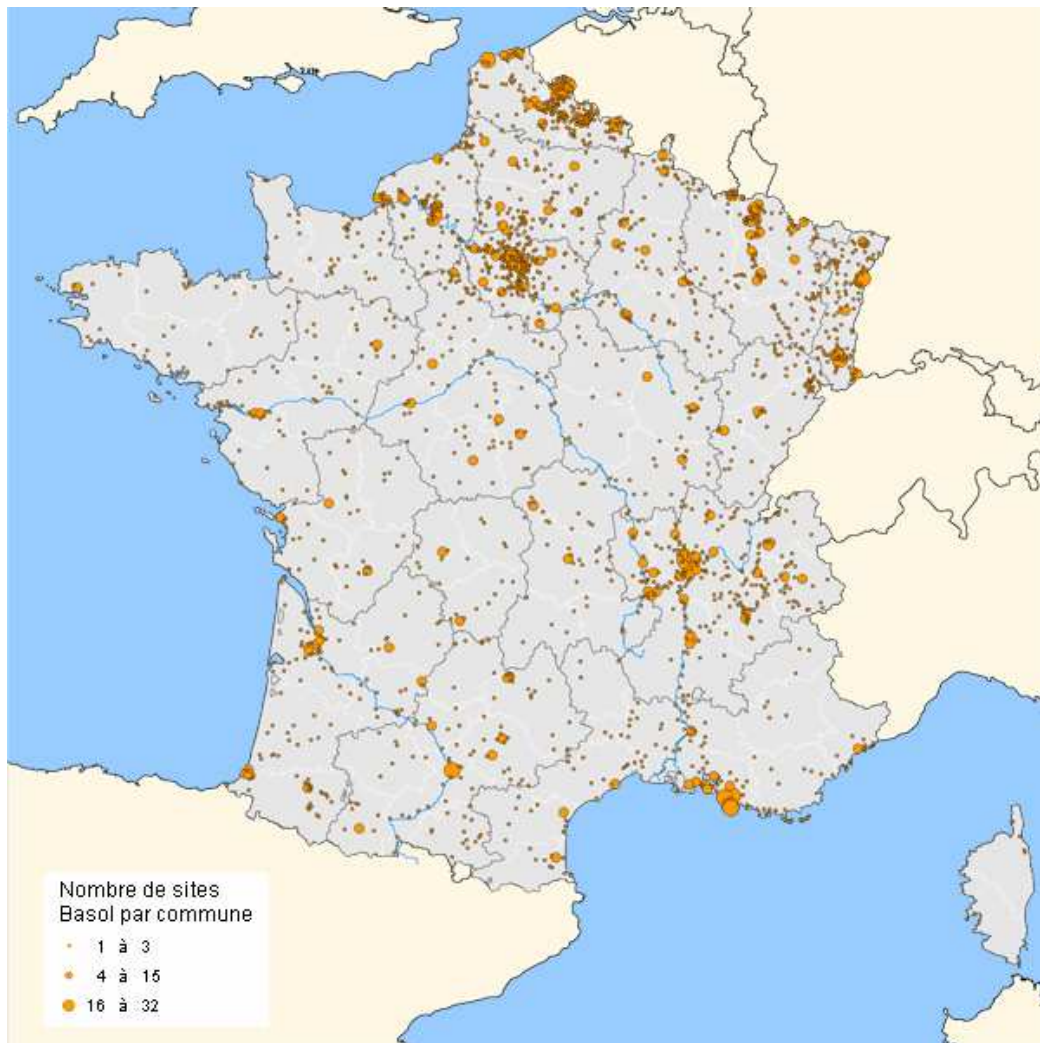 Nombre de sites
Basol par commune
1 à 3
4 à 15
16 à 32